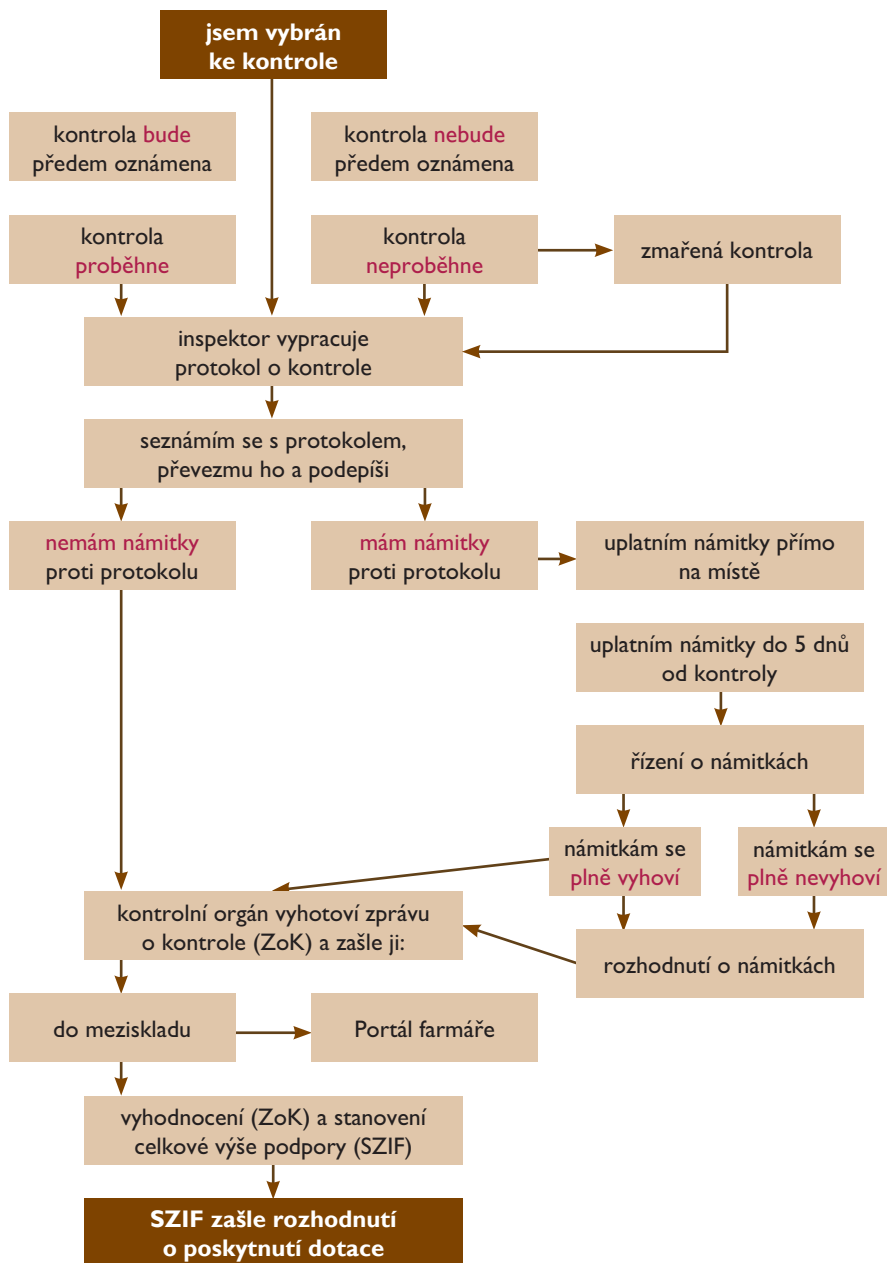 jsem vybrán
ke kontrole
kontrola bude
předem oznámena
kontrola nebude
předem oznámena
kontrola
proběhne
kontrola
neproběhne
zmařená kontrola
inspektor vypracuje
protokol o kontrole
seznámím se s protokolem,
převezmu ho a podepíši
nemám námitky
proti protokolu
mám námitky
proti protokolu
uplatním námitky přímo
na místě
uplatním námitky do 5 dnů
od kontroly
řízení o námitkách
námitkám se
plně vyhoví
námitkám se
plně nevyhoví
kontrolní orgán vyhotoví zprávu
o kontrole (ZoK) a zašle ji:
rozhodnutí o námitkách
do meziskladu
Portál farmáře
vyhodnocení (ZoK) a stanovení
celkové výše podpory (SZIF)
SZIF zašle rozhodnutí
o poskytnutí dotace